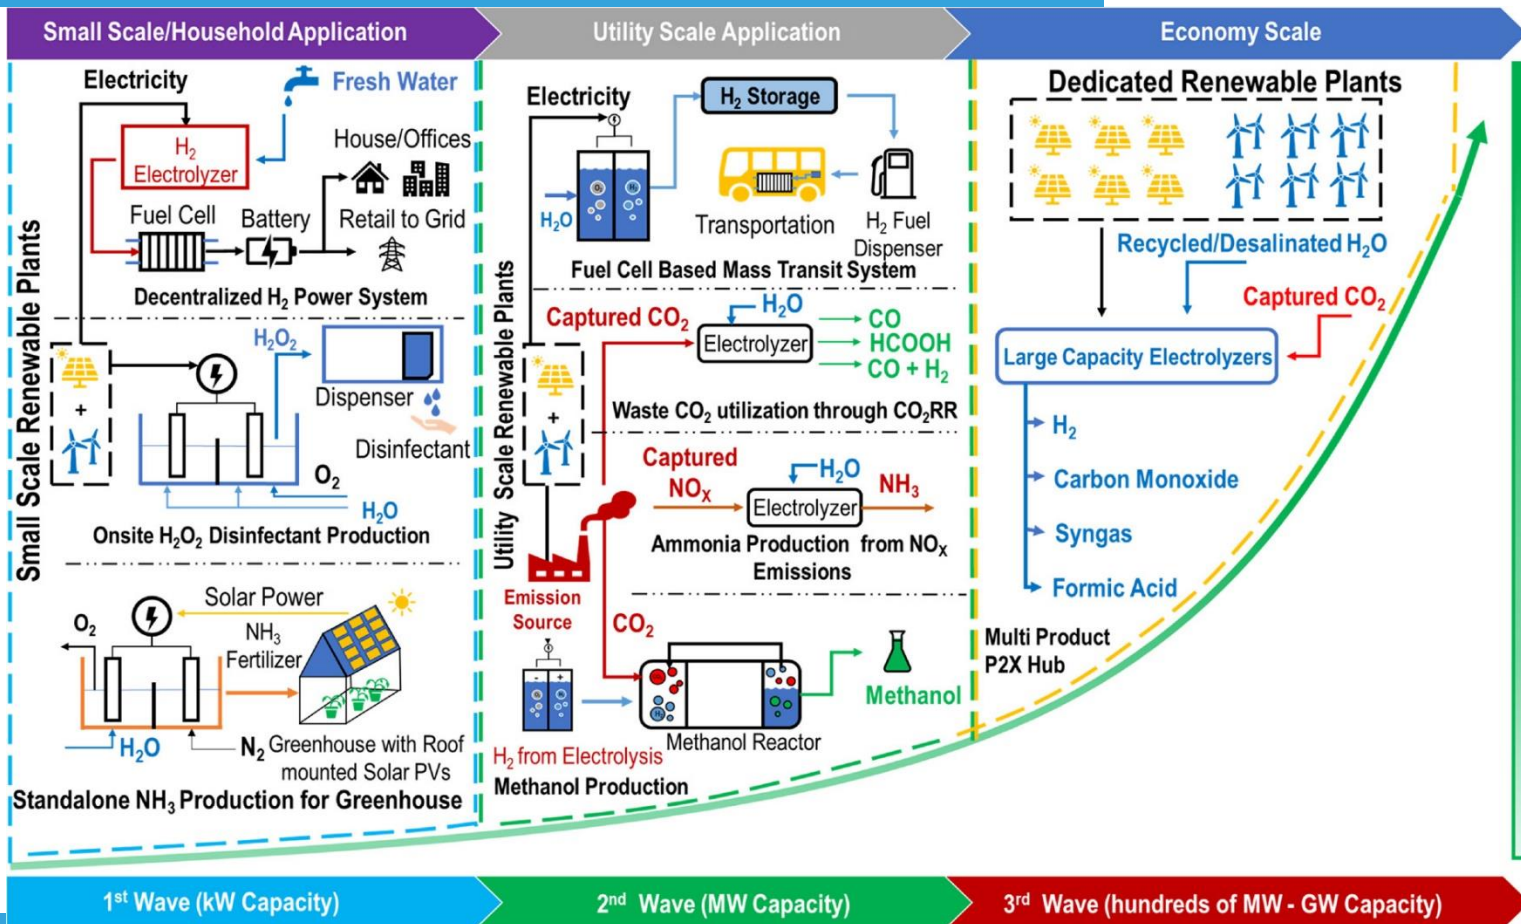 Small Scale/Household Application
Utility Scale Application
Economy Scale
Small Scale Renewable Plants
Electricity
Fresh Water
H₂
Electrolyzer
House/Offices
Fuel Cell
Battery
Retail to Grid
Decentralized H₂ Power System
+
H₂O₂
Dispenser
Disinfectant
O₂
H₂O
Onsite H₂O₂ Disinfectant Production
Solar Power
O₂
NH₃
Fertilizer
H₂O
N₂
Greenhouse with Roof
mounted Solar PVs
Standalone NH₃ Production for Greenhouse
Utility Scale Renewable Plants
Electricity
H₂ Storage
O₂
H₂
H₂O
Transportation
H₂ Fuel
Dispenser
Fuel Cell Based Mass Transit System
Captured CO₂
H₂O
Electrolyzer
CO
HCOOH
CO + H₂
Waste CO₂ utilization through CO₂RR
+
Captured
NOₓ
H₂O
Electrolyzer
NH₃
Ammonia Production from NOₓ
Emissions
Emission
Source
CO₂
- +
O₂
H₂
H₂
Methanol
H₂ from Electrolysis
Methanol Reactor
Methanol Production
Dedicated Renewable Plants
Recycled/Desalinated H₂O
Captured CO₂
Large Capacity Electrolyzers
H₂
Carbon Monoxide
Syngas
Formic Acid
Multi Product
P2X Hub
1st Wave (kW Capacity)
2nd Wave (MW Capacity)
3rd Wave (hundreds of MW - GW Capacity)